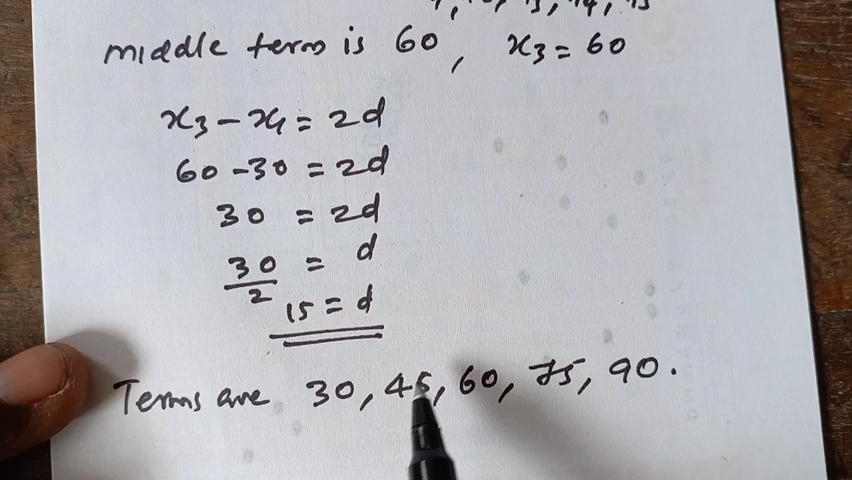 middle term is 60, x3 = 60
x3 - x1 = 2d
60 - 30 = 2d
30 = 2d
30/2 = d
15 = d
Terms are 30, 45, 60, 75, 90.